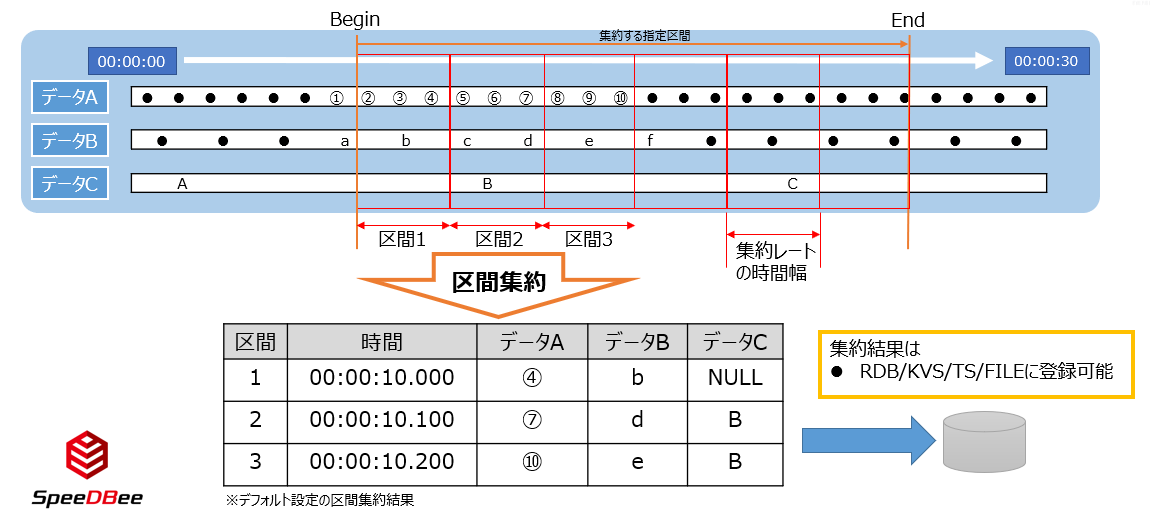 Begin
End
集約する指定区間
00:00:00
00:00:30
データA
① ② ③ ④ ⑤ ⑥ ⑦ ⑧ ⑨ ⑩
データB
a b c d e f
データC
A B C
区間1
区間2
区間3
集約レート
の時間幅
区間集約
区間 時間 データA データB データC
1 00:00:10.000 ④ b NULL
2 00:00:10.100 ⑦ d B
3 00:00:10.200 ⑩ e B
※デフォルト設定の区間集約結果
集約結果は
● RDB/KVS/TS/FILEに登録可能
SpeeDBee